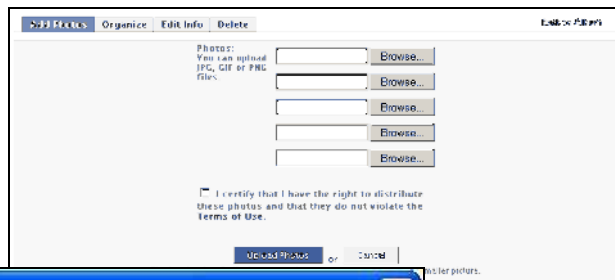 Add Photos Organize Edit Info Delete
Photos:
You can upload
JPG, GIF or PNG
files.
Browse...
Browse...
Browse...
Browse...
Browse...
I certify that I have the right to distribute
these photos and that they do not violate the
Terms of Use.
Upload Photos or Cancel
smaller picture.